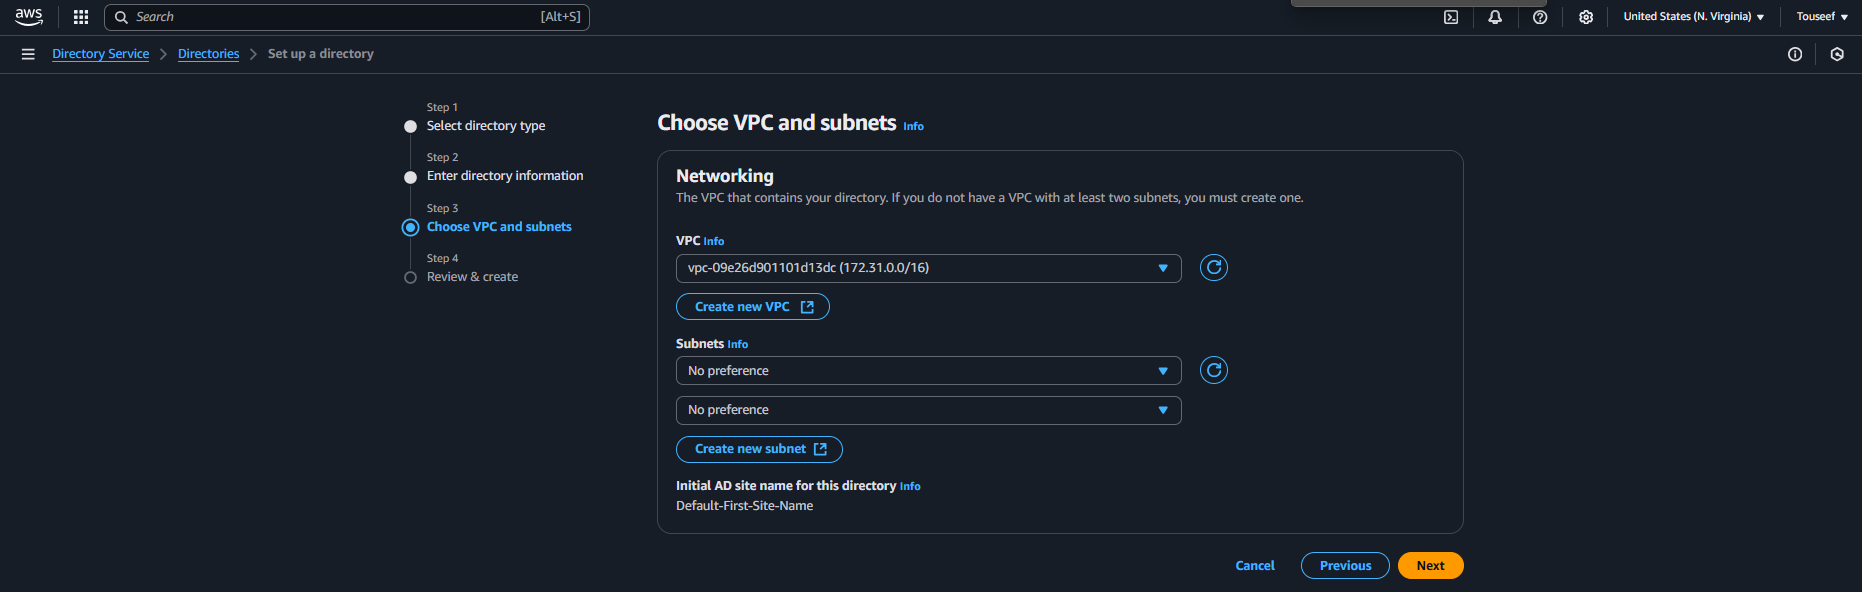 aws
Search [Alt+S]
United States (N. Virginia)
Touseef
Directory Service
Directories
Set up a directory
Step 1
Select directory type
Step 2
Enter directory information
Step 3
Choose VPC and subnets
Step 4
Review & create
Choose VPC and subnets Info
Networking
The VPC that contains your directory. If you do not have a VPC with at least two subnets, you must create one.
VPC Info
vpc-09e26d901101d13dc (172.31.0.0/16)
Create new VPC
Subnets Info
No preference
No preference
Create new subnet
Initial AD site name for this directory Info
Default-First-Site-Name
Cancel
Previous
Next